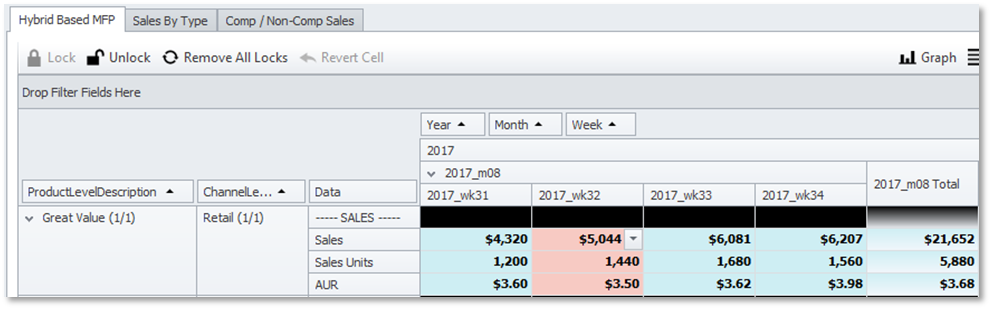 Hybrid Based MFP Sales By Type Comp / Non-Comp Sales
Lock Unlock Remove All Locks Revert Cell Graph
Drop Filter Fields Here
Year Month Week
2017
2017_m08 2017_m08 Total
ProductLevelDescription ChannelLe... Data 2017_wk31 2017_wk32 2017_wk33 2017_wk34
Great Value (1/1) Retail (1/1) ----- SALES -----
Sales $4,320 $5,044 $6,081 $6,207 $21,652
Sales Units 1,200 1,440 1,680 1,560 5,880
AUR $3.60 $3.50 $3.62 $3.98 $3.68